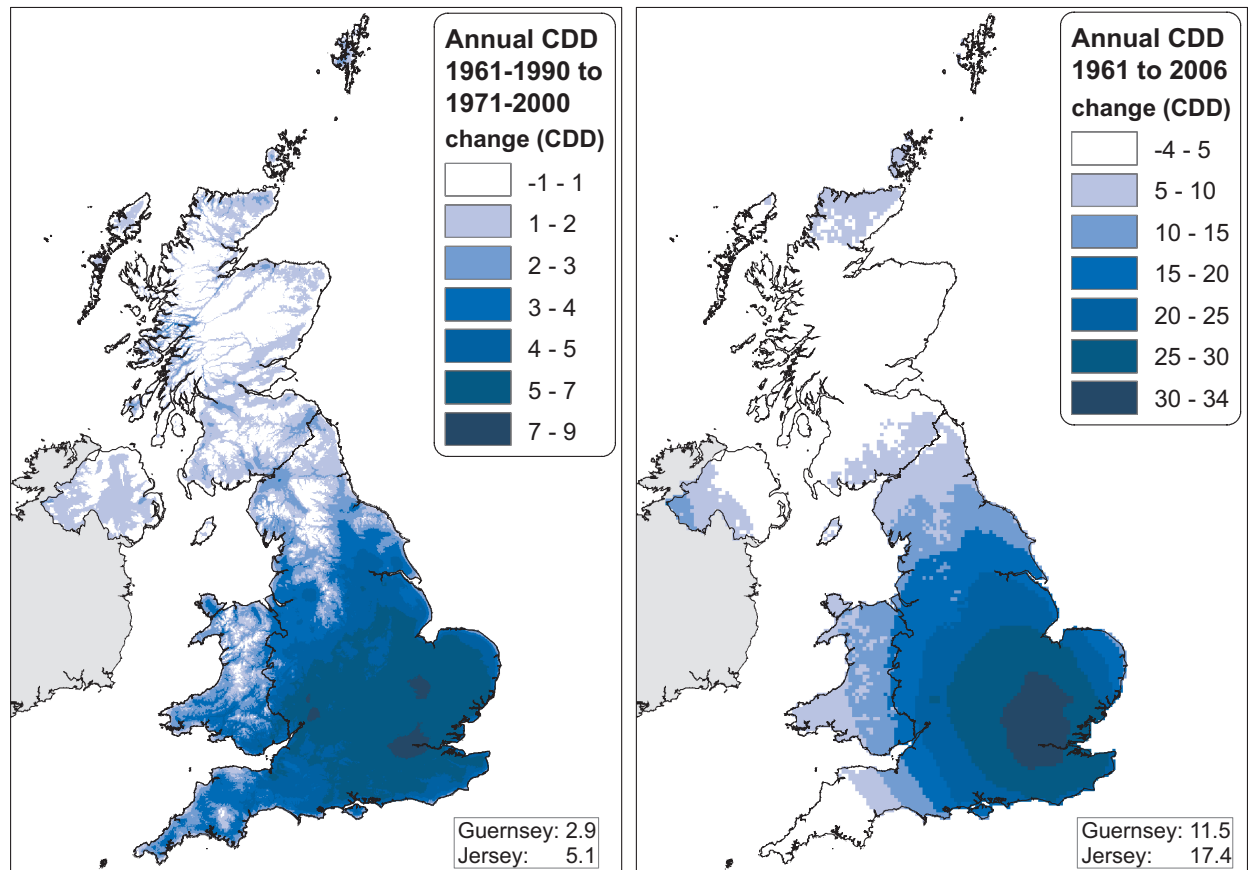 Annual CDD
1961-1990 to
1971-2000
change (CDD)
-1 - 1
1 - 2
2 - 3
3 - 4
4 - 5
5 - 7
7 - 9
Guernsey: 2.9
Jersey: 5.1
Annual CDD
1961 to 2006
change (CDD)
-4 - 5
5 - 10
10 - 15
15 - 20
20 - 25
25 - 30
30 - 34
Guernsey: 11.5
Jersey: 17.4